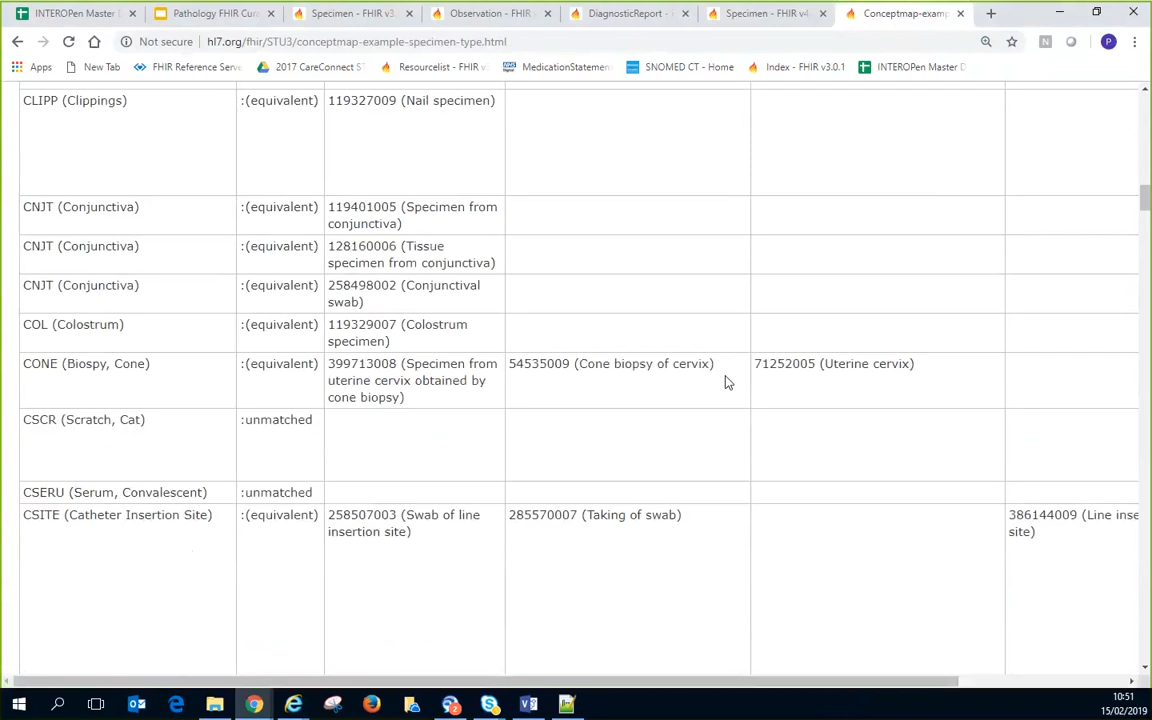 INTEROPen Master D
Pathology FHIR Cura
Specimen - FHIR v3.
Observation - FHIR
DiagnosticReport -
Specimen - FHIR v4
Conceptmap-examp
Not secure | hl7.org/fhir/STU3/conceptmap-example-specimen-type.html
N
P
Apps New Tab FHIR Reference Serve 2017 CareConnect ST Resourcelist - FHIR v MedicationStatemen SNOMED CT - Home Index - FHIR v3.0.1 INTEROPen Master D
CLIPP (Clippings) :(equivalent) 119327009 (Nail specimen)
CNJT (Conjunctiva) :(equivalent) 119401005 (Specimen from
conjunctiva)
CNJT (Conjunctiva) :(equivalent) 128160006 (Tissue
specimen from conjunctiva)
CNJT (Conjunctiva) :(equivalent) 258498002 (Conjunctival
swab)
COL (Colostrum) :(equivalent) 119329007 (Colostrum
specimen)
CONE (Biospy, Cone) :(equivalent) 399713008 (Specimen from 54535009 (Cone biopsy of cervix) 71252005 (Uterine cervix)
uterine cervix obtained by
cone biopsy)
CSCR (Scratch, Cat) :unmatched
CSERU (Serum, Convalescent) :unmatched
CSITE (Catheter Insertion Site) :(equivalent) 258507003 (Swab of line 285570007 (Taking of swab) 386144009 (Line inse
insertion site) site)
10:51
15/02/2019